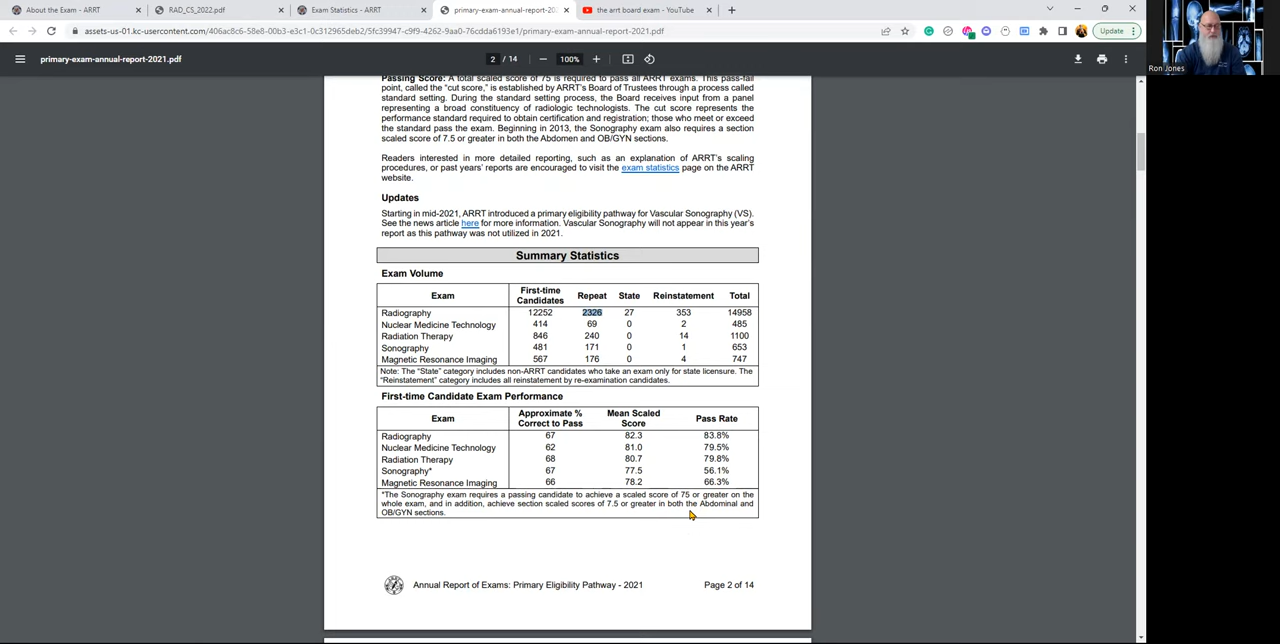 About the Exam - ARRT
RAD_CS_2022.pdf
Exam Statistics - ARRT
primary-exam-annual-report-202
the arrt board exam - YouTube
assets-us-01.kc-usercontent.com/406ac8c6-58e8-00b3-e3c1-0c312965deb2/5fc39947-c9f9-4262-9aa0-76cda6193e1/primary-exam-annual-report-2021.pdf
Update
primary-exam-annual-report-2021.pdf
2 / 14
100%
Ron Jones
Passing Score: A total scaled score of 75 is required to pass all ARRT exams. This pass-fail
point, called the “cut score,” is established by ARRT’s Board of Trustees through a process called
standard setting. During the standard setting process, the Board receives input from a panel
representing a broad constituency of radiologic technologists. The cut score represents the
performance standard required to obtain certification and registration; those who meet or exceed
the standard pass the exam. Beginning in 2013, the Sonography exam also requires a section
scaled score of 7.5 or greater in both the Abdomen and OB/GYN sections.
Readers interested in more detailed reporting, such as an explanation of ARRT’s scaling
procedures, or past years’ reports are encouraged to visit the exam statistics page on the ARRT
website.
Updates
Starting in mid-2021, ARRT introduced a primary eligibility pathway for Vascular Sonography (VS).
See the news article here for more information. Vascular Sonography will not appear in this year’s
report as this pathway was not utilized in 2021.
Summary Statistics
Exam Volume
Exam First-time Candidates Repeat State Reinstatement Total
Radiography 12252 2326 27 353 14958
Nuclear Medicine Technology 414 69 0 2 485
Radiation Therapy 846 240 0 14 1100
Sonography 481 171 0 1 653
Magnetic Resonance Imaging 567 176 0 4 747
Note: The “State” category includes non-ARRT candidates who take an exam only for state licensure. The
“Reinstatement” category includes all reinstatement by re-examination candidates.
First-time Candidate Exam Performance
Exam Approximate % Correct to Pass Mean Scaled Score Pass Rate
Radiography 67 82.3 83.8%
Nuclear Medicine Technology 62 81.0 79.5%
Radiation Therapy 68 80.7 79.8%
Sonography* 67 77.5 56.1%
Magnetic Resonance Imaging 66 78.2 66.3%
*The Sonography exam requires a passing candidate to achieve a scaled score of 75 or greater on the
whole exam, and in addition, achieve section scaled scores of 7.5 or greater in both the Abdominal and
OB/GYN sections.
Annual Report of Exams: Primary Eligibility Pathway - 2021
Page 2 of 14